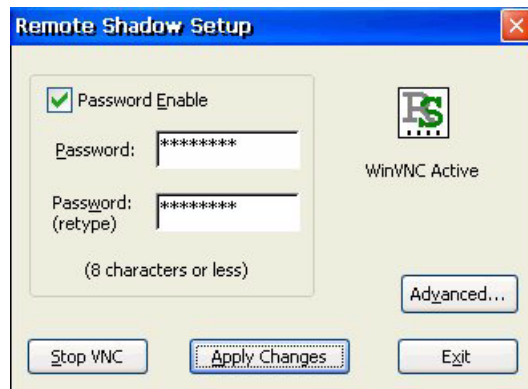 Remote Shadow Setup
Password Enable
Password: ********
Password: ********
(retype)
(8 characters or less)
RS
WinVNC Active
Advanced...
Stop VNC Apply Changes Exit